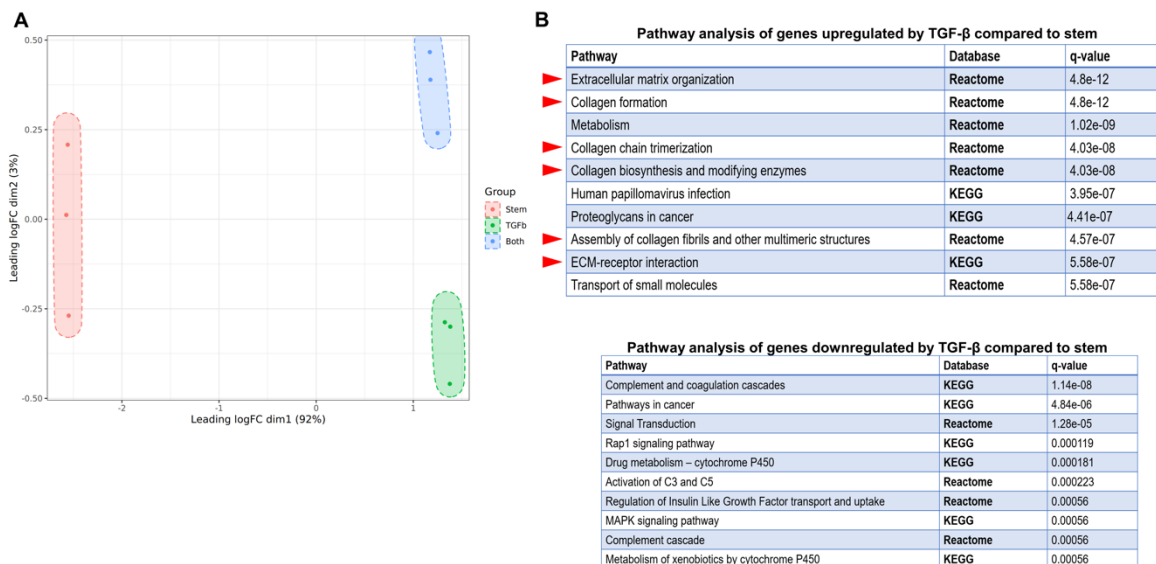 A
0.50
0.25
0.00
-0.25
-0.50
Leading logFC dim2 (3%)
-2
-1
0
1
Leading logFC dim1 (92%)
Group
Stem
TGFb
Both
B
Pathway analysis of genes upregulated by TGF-β compared to stem
Pathway Database q-value
Extracellular matrix organization Reactome 4.8e-12
Collagen formation Reactome 4.8e-12
Metabolism Reactome 1.02e-09
Collagen chain trimerization Reactome 4.03e-08
Collagen biosynthesis and modifying enzymes Reactome 4.03e-08
Human papillomavirus infection KEGG 3.95e-07
Proteoglycans in cancer KEGG 4.41e-07
Assembly of collagen fibrils and other multimeric structures Reactome 4.57e-07
ECM-receptor interaction KEGG 5.58e-07
Transport of small molecules Reactome 5.58e-07
Pathway analysis of genes downregulated by TGF-β compared to stem
Pathway Database q-value
Complement and coagulation cascades KEGG 1.14e-08
Pathways in cancer KEGG 4.84e-06
Signal Transduction Reactome 1.28e-05
Rap1 signaling pathway KEGG 0.000119
Drug metabolism – cytochrome P450 KEGG 0.000181
Activation of C3 and C5 Reactome 0.000223
Regulation of Insulin Like Growth Factor transport and uptake Reactome 0.00056
MAPK signaling pathway KEGG 0.00056
Complement cascade Reactome 0.00056
Metabolism of xenobiotics by cytochrome P450 KEGG 0.00056